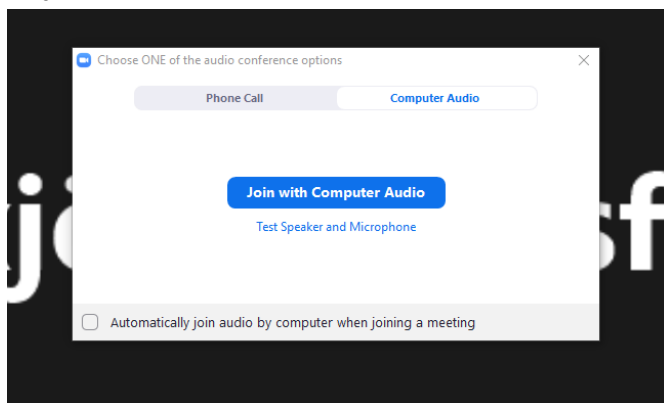 Choose ONE of the audio conference options
Phone Call Computer Audio
Join with Computer Audio
Test Speaker and Microphone
Automatically join audio by computer when joining a meeting